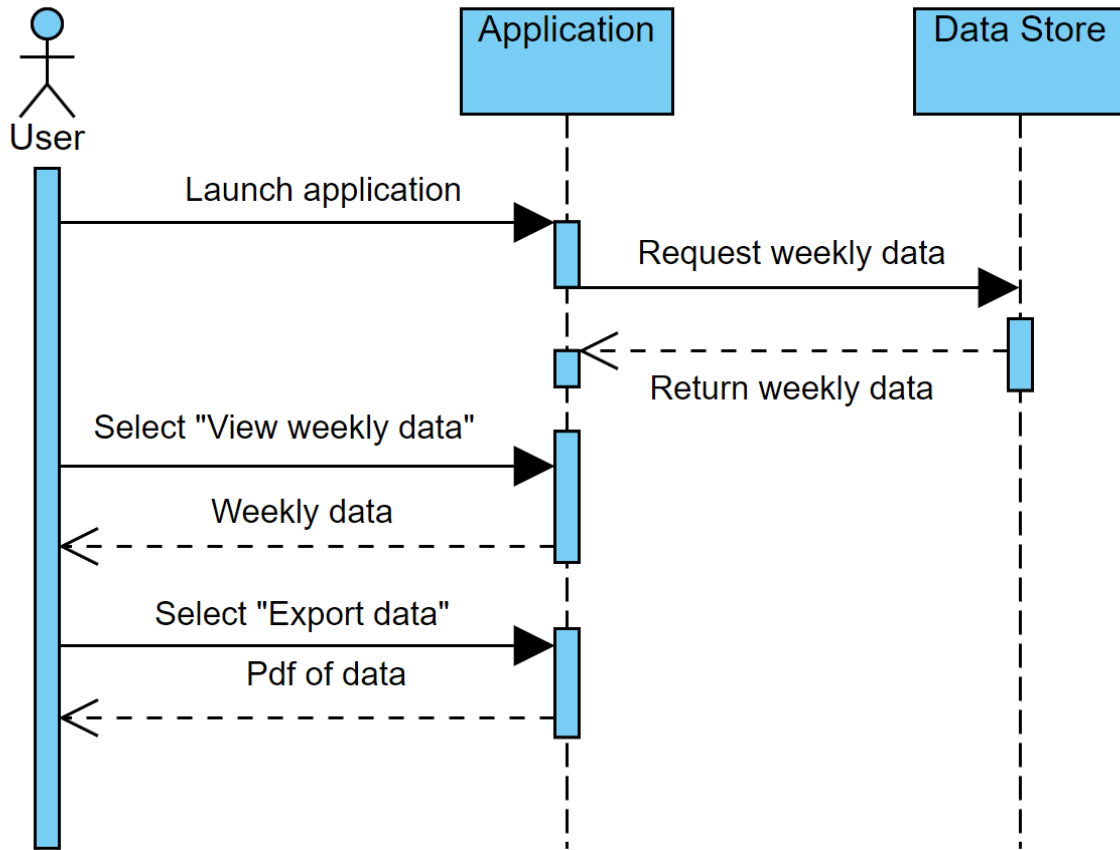 Application
Data Store
User
Launch application
Request weekly data
Return weekly data
Select "View weekly data"
Weekly data
Select "Export data"
Pdf of data